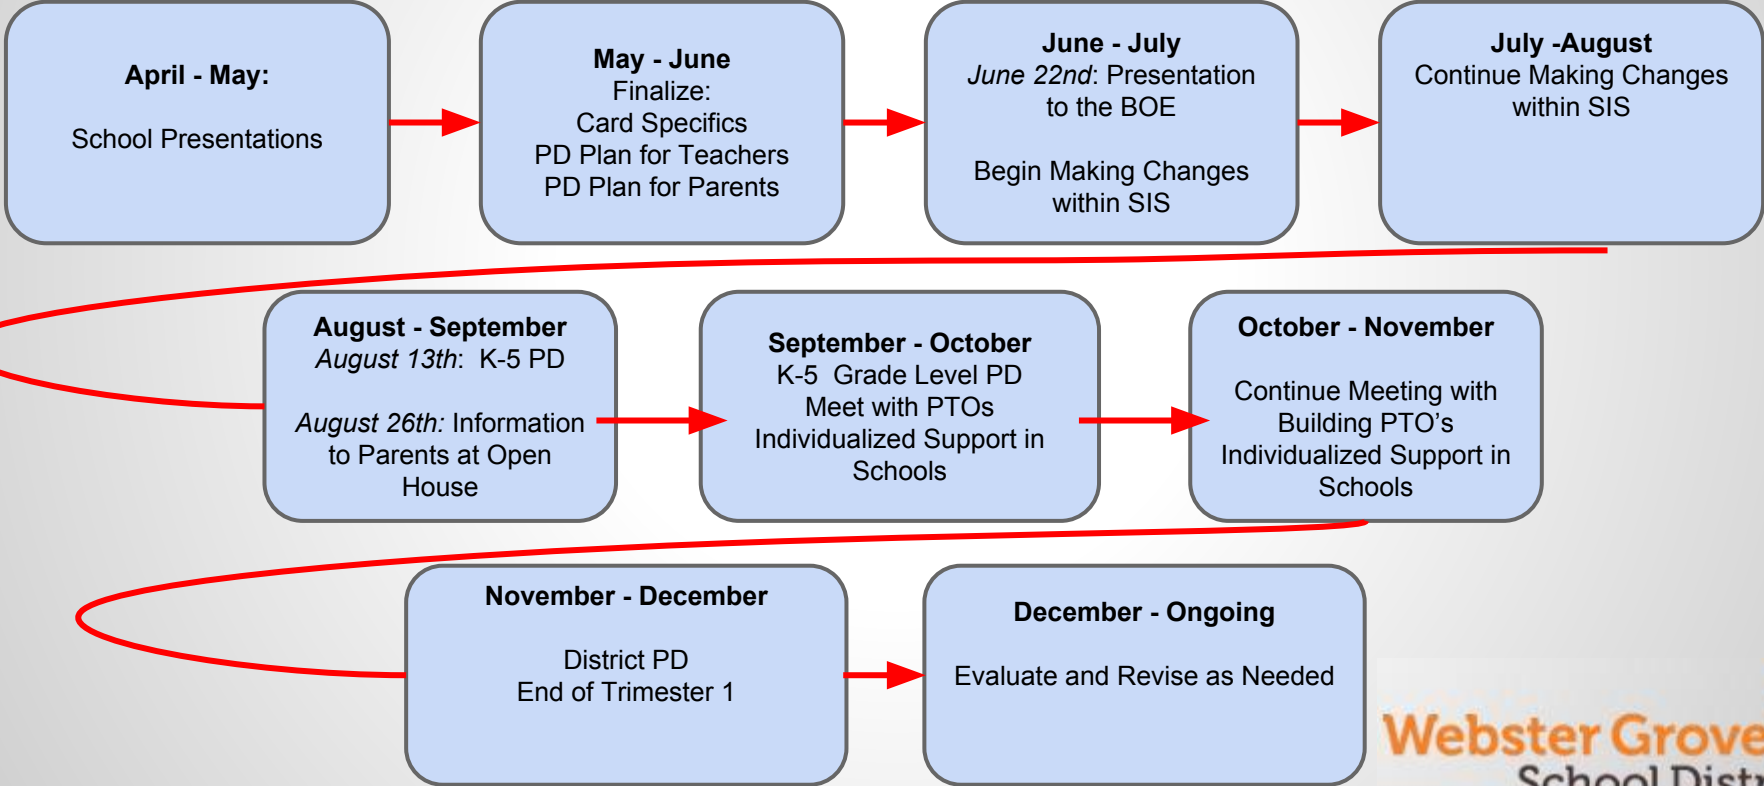 April - May:
School Presentations
May - June
Finalize:
Card Specifics
PD Plan for Teachers
PD Plan for Parents
June - July
June 22nd: Presentation
to the BOE
Begin Making Changes
within SIS
July -August
Continue Making Changes
within SIS
August - September
August 13th:  K-5 PD
August 26th: Information
to Parents at Open
House
September - October
K-5  Grade Level PD
Meet with PTOs
Individualized Support in
Schools
October - November
Continue Meeting with
Building PTO's
Individualized Support in
Schools
November - December
District PD
End of Trimester 1
December - Ongoing
Evaluate and Revise as Needed
Webster Grove
School Distr